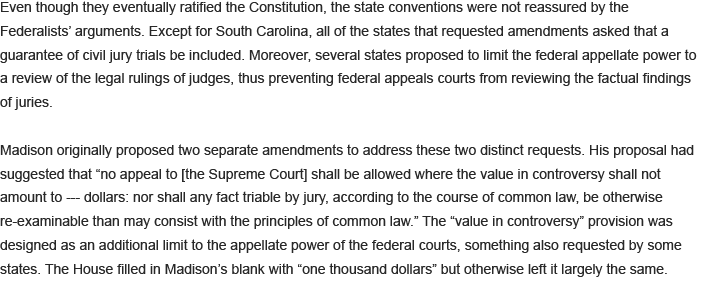 Even though they eventually ratified the Constitution, the state conventions were not reassured by the
Federalists’ arguments. Except for South Carolina, all of the states that requested amendments asked that a
guarantee of civil jury trials be included. Moreover, several states proposed to limit the federal appellate power to
a review of the legal rulings of judges, thus preventing federal appeals courts from reviewing the factual findings
of juries.
Madison originally proposed two separate amendments to address these two distinct requests. His proposal had
suggested that “no appeal to [the Supreme Court] shall be allowed where the value in controversy shall not
amount to --- dollars: nor shall any fact triable by jury, according to the course of common law, be otherwise
re-examinable than may consist with the principles of common law.” The “value in controversy” provision was
designed as an additional limit to the appellate power of the federal courts, something also requested by some
states. The House filled in Madison’s blank with “one thousand dollars” but otherwise left it largely the same.